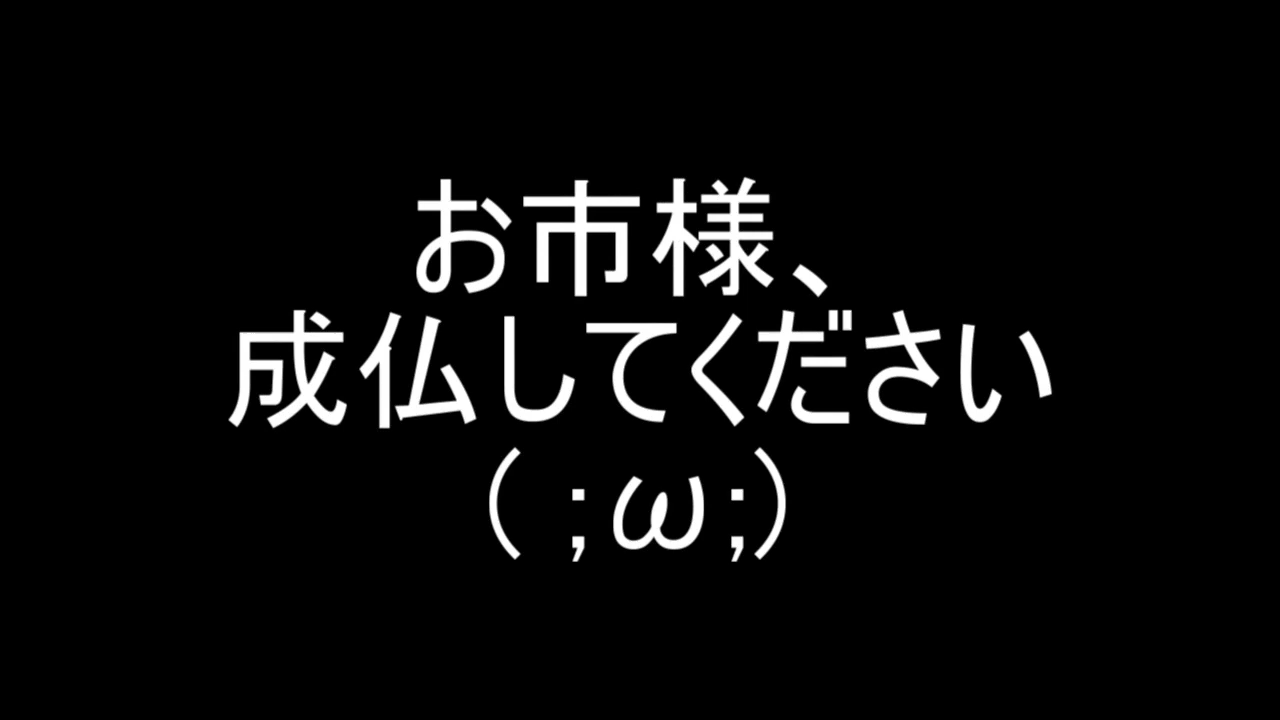 お市様、
成仏してください
( ;ω;)